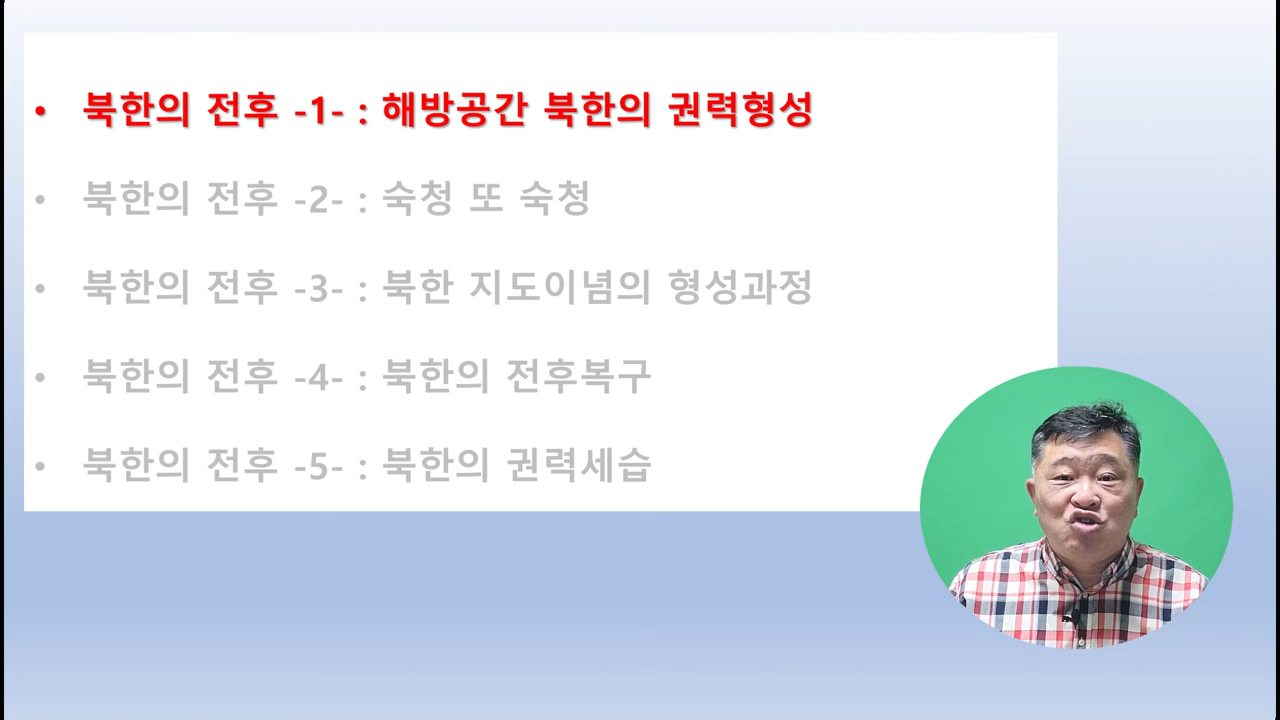 • 북한의 전후 -1- : 해방공간 북한의 권력형성
• 북한의 전후 -2- : 숙청 또 숙청
• 북한의 전후 -3- : 북한 지도이념의 형성과정
• 북한의 전후 -4- : 북한의 전후복구
• 북한의 전후 -5- : 북한의 권력세습